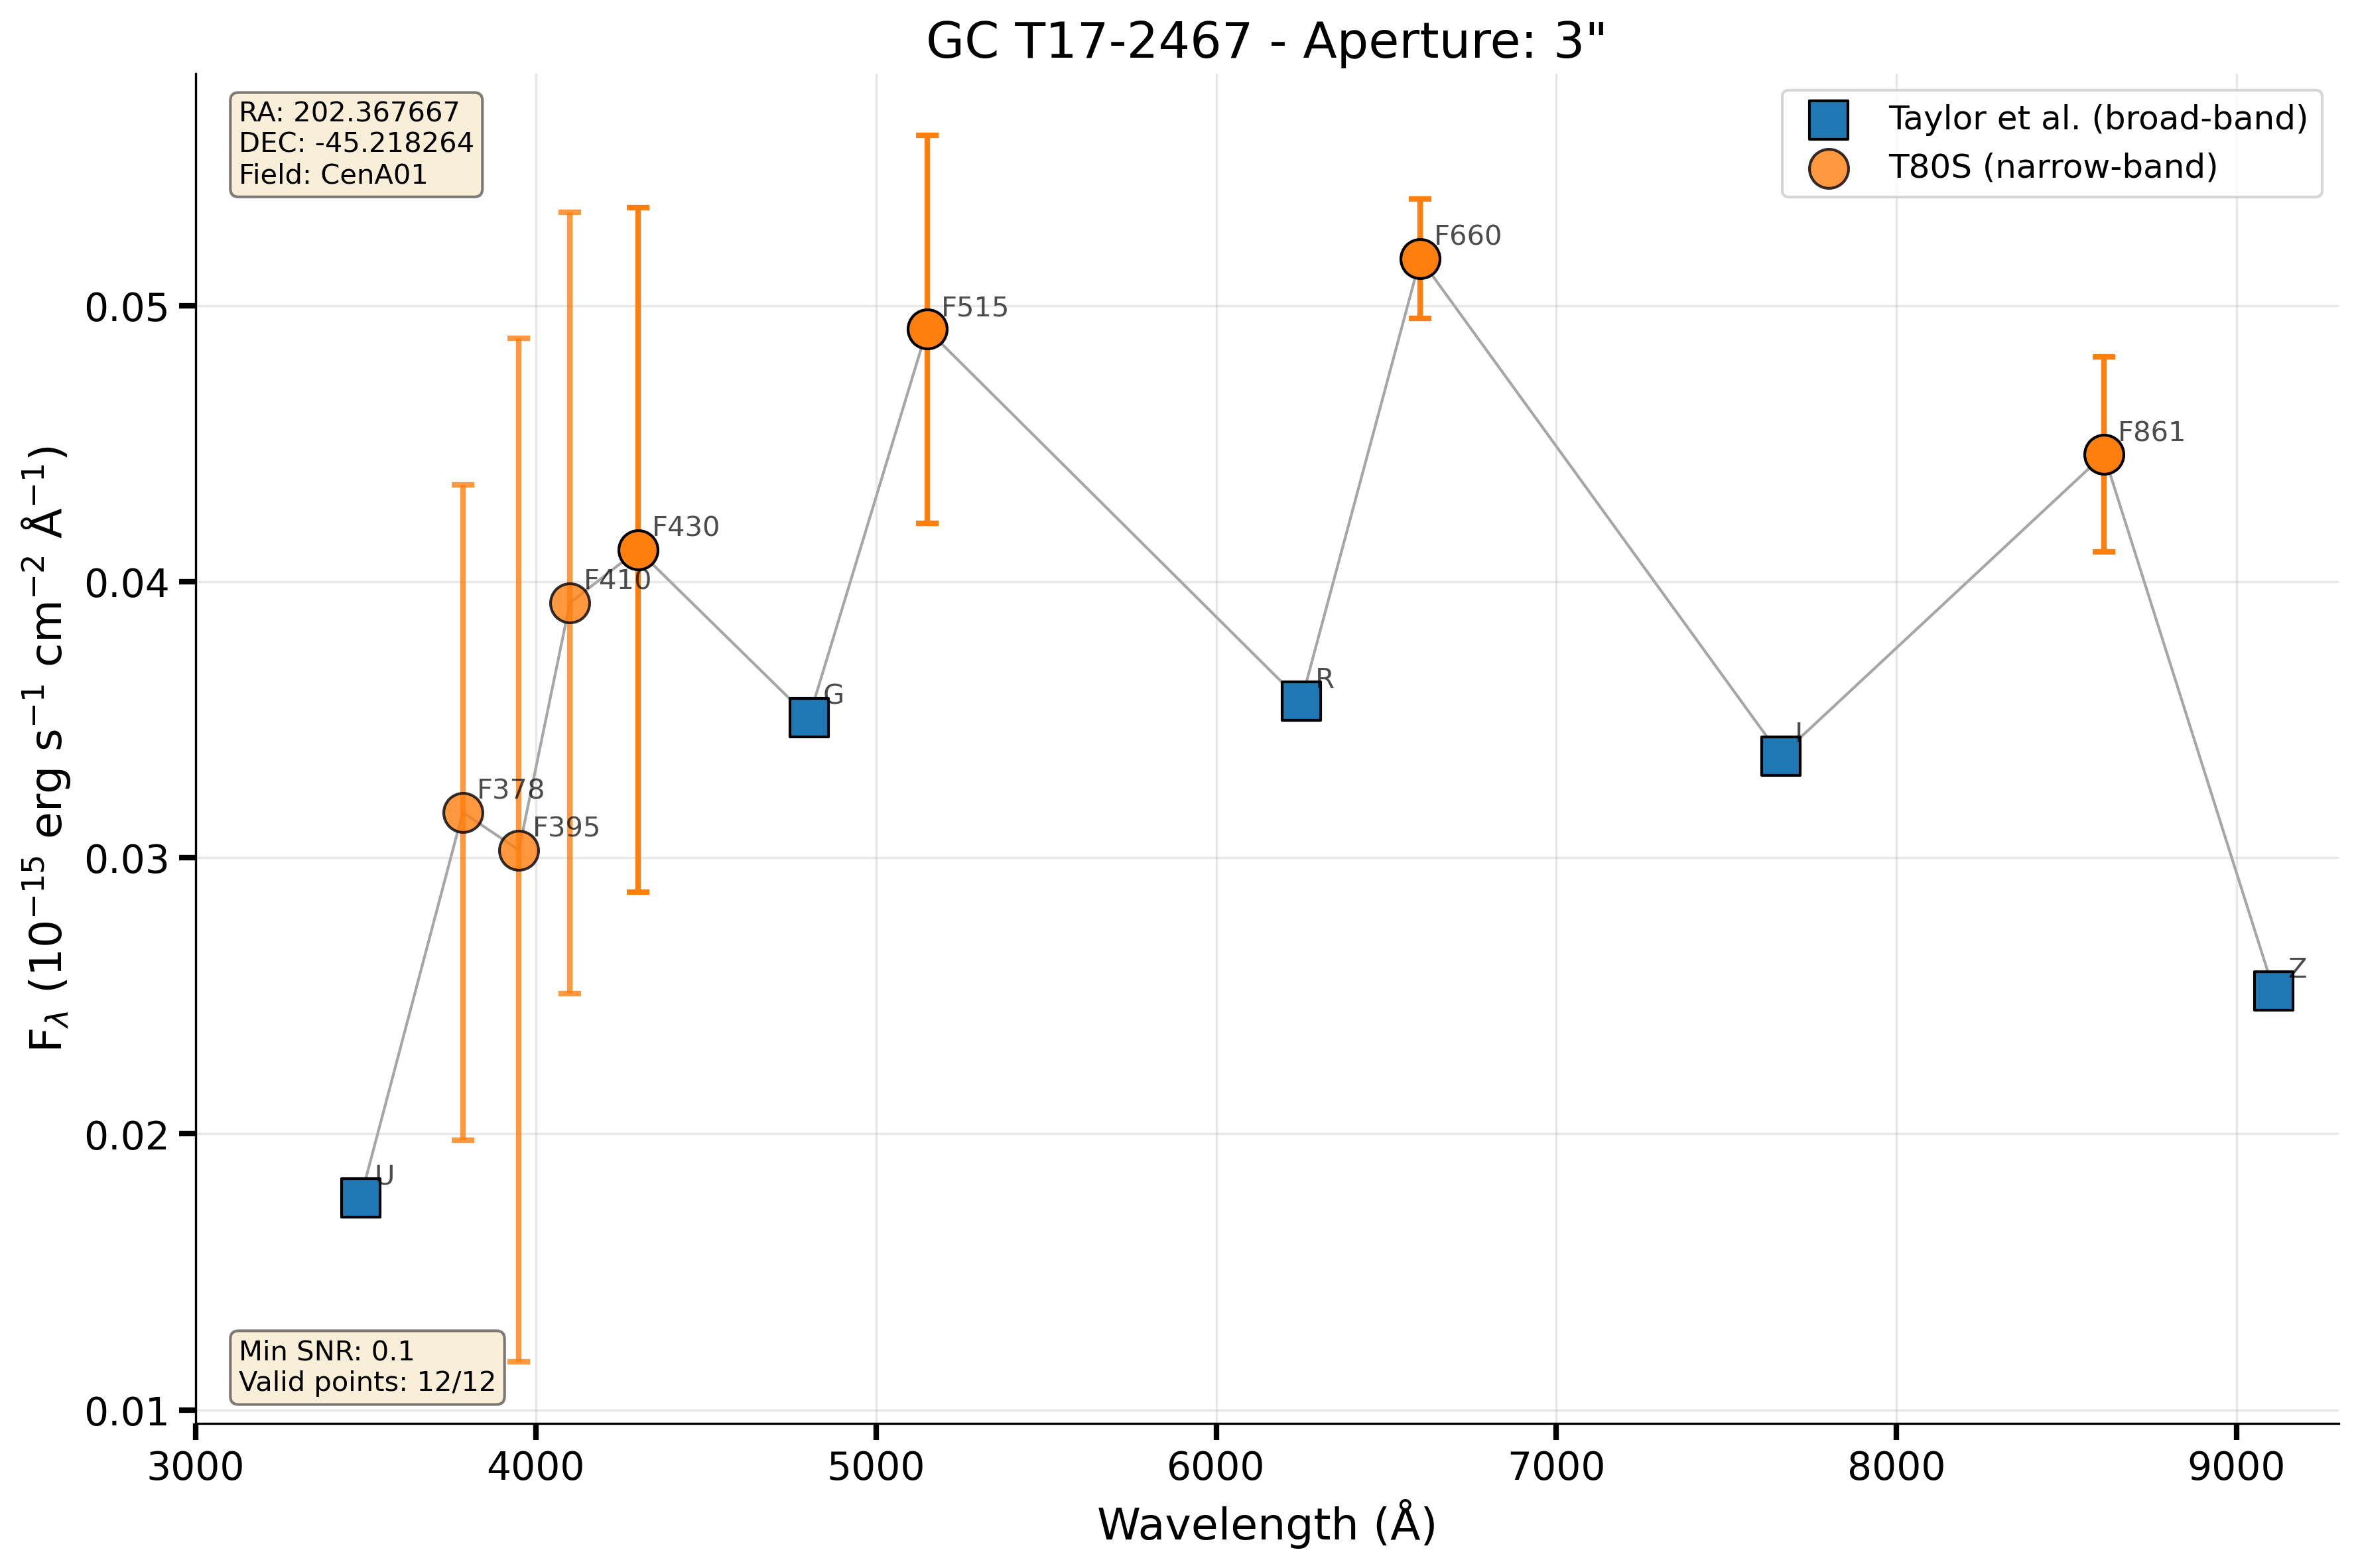 GC T17-2467 - Aperture: 3"
RA: 202.367667
DEC: -45.218264
Field: CenA01
Taylor et al. (broad-band)
T80S (narrow-band)
F660
F515
F861
F430
F410
G
R
I
F378
F395
Z
U
Min SNR: 0.1
Valid points: 12/12
0.05
0.04
0.03
0.02
0.01
Fλ (10⁻¹⁵ erg s⁻¹ cm⁻² Å⁻¹)
3000 4000 5000 6000 7000 8000 9000
Wavelength (Å)